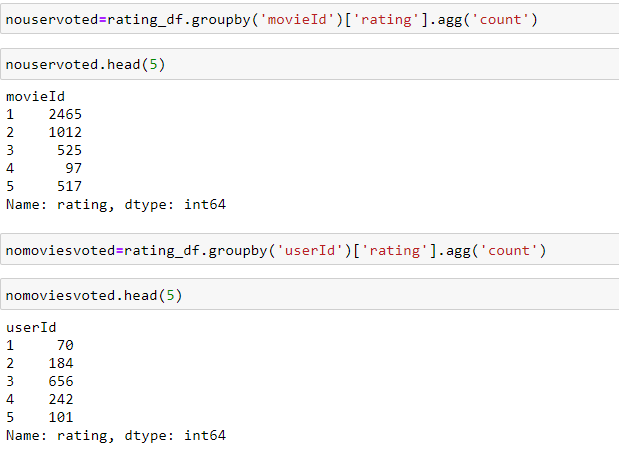 nouservoted=rating_df.groupby('movieId')['rating'].agg('count')
nouservoted.head(5)
movieId
1    2465
2    1012
3     525
4      97
5     517
Name: rating, dtype: int64
nomoviesvoted=rating_df.groupby('userId')['rating'].agg('count')
nomoviesvoted.head(5)
userId
1     70
2    184
3    656
4    242
5    101
Name: rating, dtype: int64